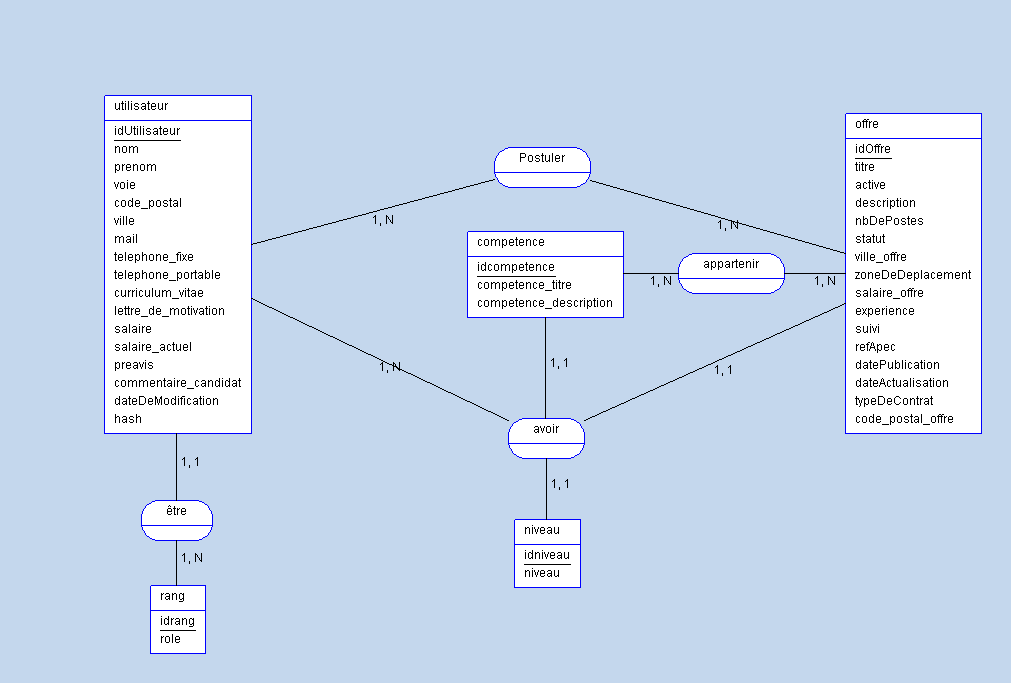 utilisateur
idUtilisateur
nom
prenom
voie
code_postal
ville
mail
telephone_fixe
telephone_portable
curriculum_vitae
lettre_de_motivation
salaire
salaire_actuel
preavis
commentaire_candidat
dateDeModification
hash
Postuler
1, N
1, N
competence
idcompetence
competence_titre
competence_description
appartenir
1, N
1, N
offre
idOffre
titre
active
description
nbDePostes
statut
ville_offre
zoneDeDeplacement
salaire_offre
experience
suivi
refApec
datePublication
dateActualisation
typeDeContrat
code_postal_offre
1, N
1, 1
1, 1
avoir
1, 1
niveau
idniveau
niveau
1, 1
être
1, N
rang
idrang
role